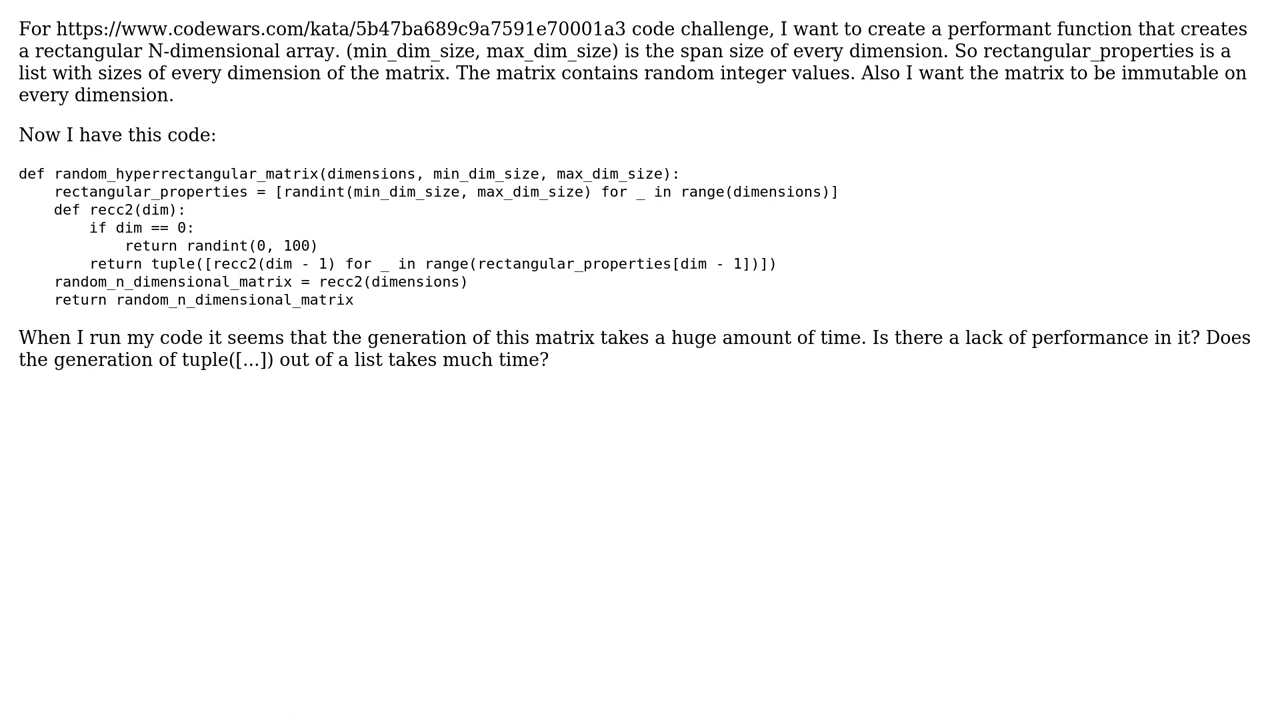 For https://www.codewars.com/kata/5b47ba689c9a7591e70001a3 code challenge, I want to create a performant function that creates
a rectangular N-dimensional array. (min_dim_size, max_dim_size) is the span size of every dimension. So rectangular_properties is a
list with sizes of every dimension of the matrix. The matrix contains random integer values. Also I want the matrix to be immutable on
every dimension.
Now I have this code:
def random_hyperrectangular_matrix(dimensions, min_dim_size, max_dim_size):
    rectangular_properties = [randint(min_dim_size, max_dim_size) for _ in range(dimensions)]
    def recc2(dim):
        if dim == 0:
            return randint(0, 100)
        return tuple([recc2(dim - 1) for _ in range(rectangular_properties[dim - 1])])
    random_n_dimensional_matrix = recc2(dimensions)
    return random_n_dimensional_matrix
When I run my code it seems that the generation of this matrix takes a huge amount of time. Is there a lack of performance in it? Does
the generation of tuple([...]) out of a list takes much time?